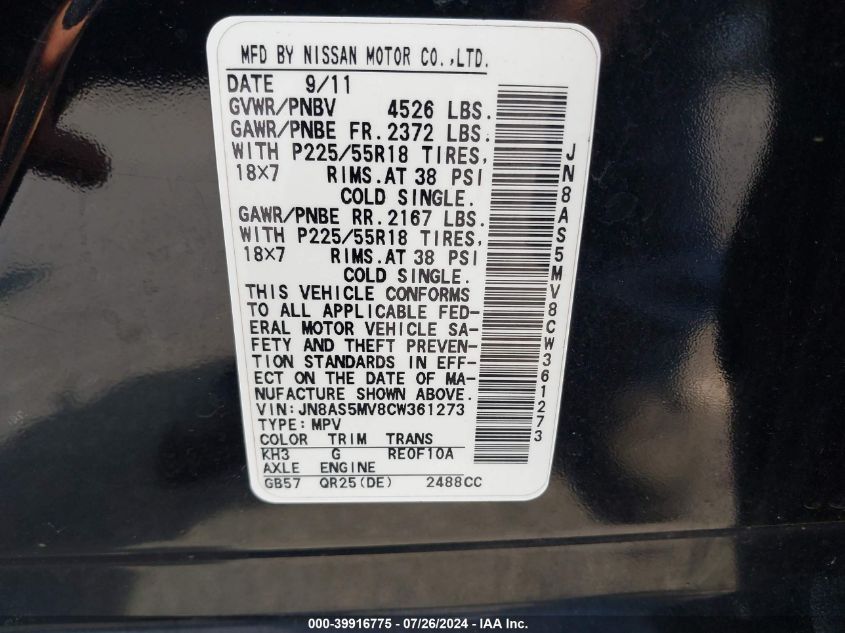 MFD BY NISSAN MOTOR CO.,LTD.
DATE 9/11
GVWR/PNBV 4526 LBS.
GAWR/PNBE FR.2372 LBS.
WITH P225/55R18 TIRES,
18×7 RIMS.AT 38 PSI
COLD SINGLE.
GAWR/PNBE RR.2167 LBS.
WITH P225/55R18 TIRES,
18×7 RIMS.AT 38 PSI
COLD SINGLE.
THIS VEHICLE CONFORMS
TO ALL APPLICABLE FED-
ERAL MOTOR VEHICLE SA-
FETY AND THEFT PREVEN-
TION STANDARDS IN EFF-
ECT ON THE DATE OF MA-
NUFACTURE SHOWN ABOVE.
VIN:JN8AS5MV8CW361273
TYPE:MPV
COLOR TRIM TRANS
KH3 G RE0F10A
AXLE ENGINE
GB57 QR25(DE) 2488CC
JN8AS5MV8CW361273
000-39916775 - 07/26/2024 - IAA Inc.